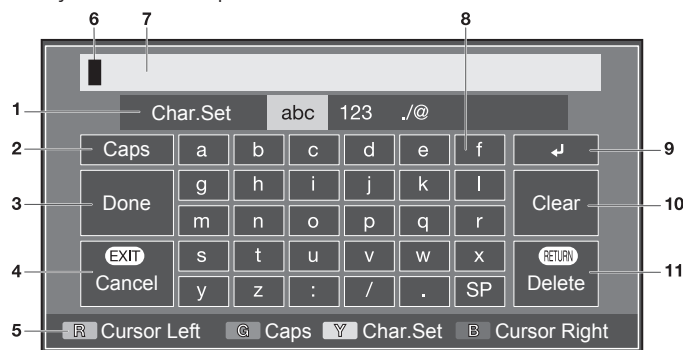 6 7 8
1 Char.Set abc 123 ./@
2 Caps a b c d e f ↵ 9
g h i j k l
3 Done Clear 10
m n o p q r
EXIT s t u v w x RETURN
4 Cancel Delete 11
y z : / . SP
5 R Cursor Left G Caps Y Char.Set B Cursor Right